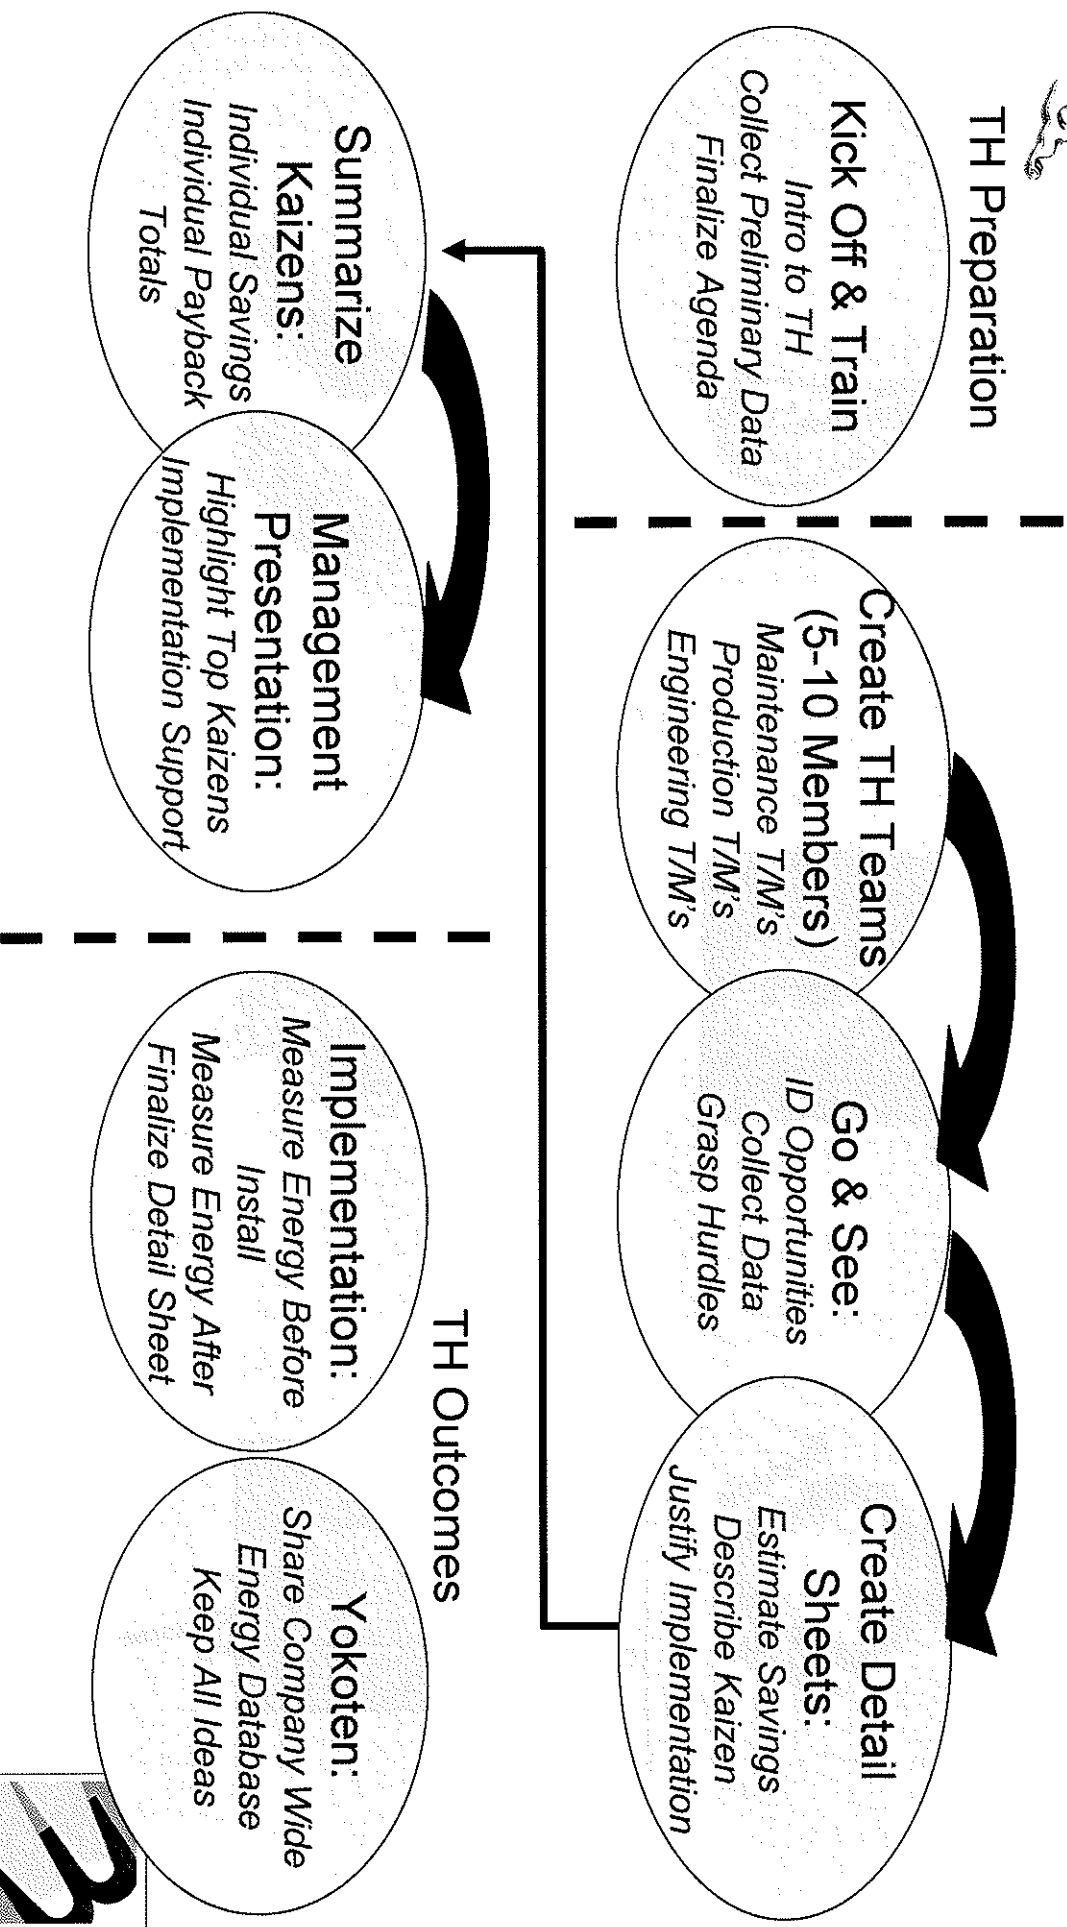 TH Preparation
Kick Off & Train
Intro to TH
Collect Preliminary Data
Finalize Agenda
Create TH Teams
(5-10 Members)
Maintenance T/M's
Production T/M's
Engineering T/M's
Go & See:
ID Opportunities
Collect Data
Grasp Hurdles
Create Detail
Sheets:
Estimate Savings
Describe Kaizen
Justify Implementation
Summarize
Kaizens:
Individual Savings
Individual Payback
Totals
Management
Presentation:
Highlight Top Kaizens
Implementation Support
TH Outcomes
Implementation:
Measure Energy Before
Install
Measure Energy After
Finalize Detail Sheet
Yokoten:
Share Company Wide
Energy Database
Keep All Ideas